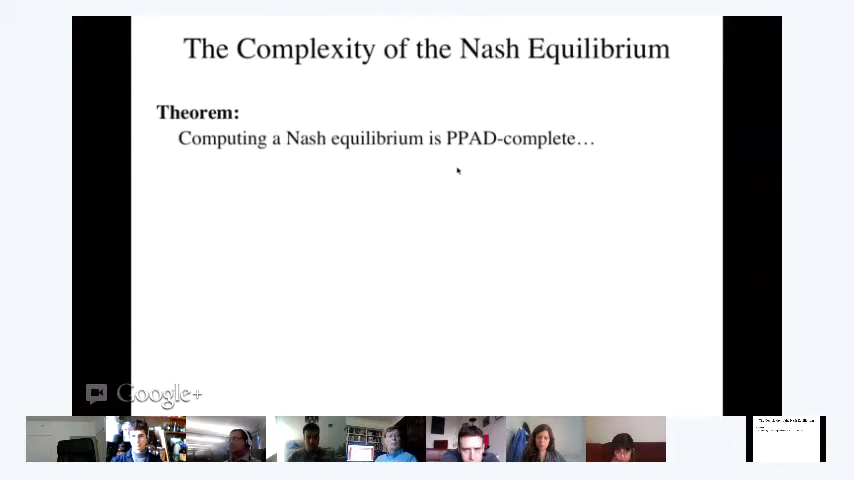 The Complexity of the Nash Equilibrium
Theorem:
Computing a Nash equilibrium is PPAD-complete…
Google+